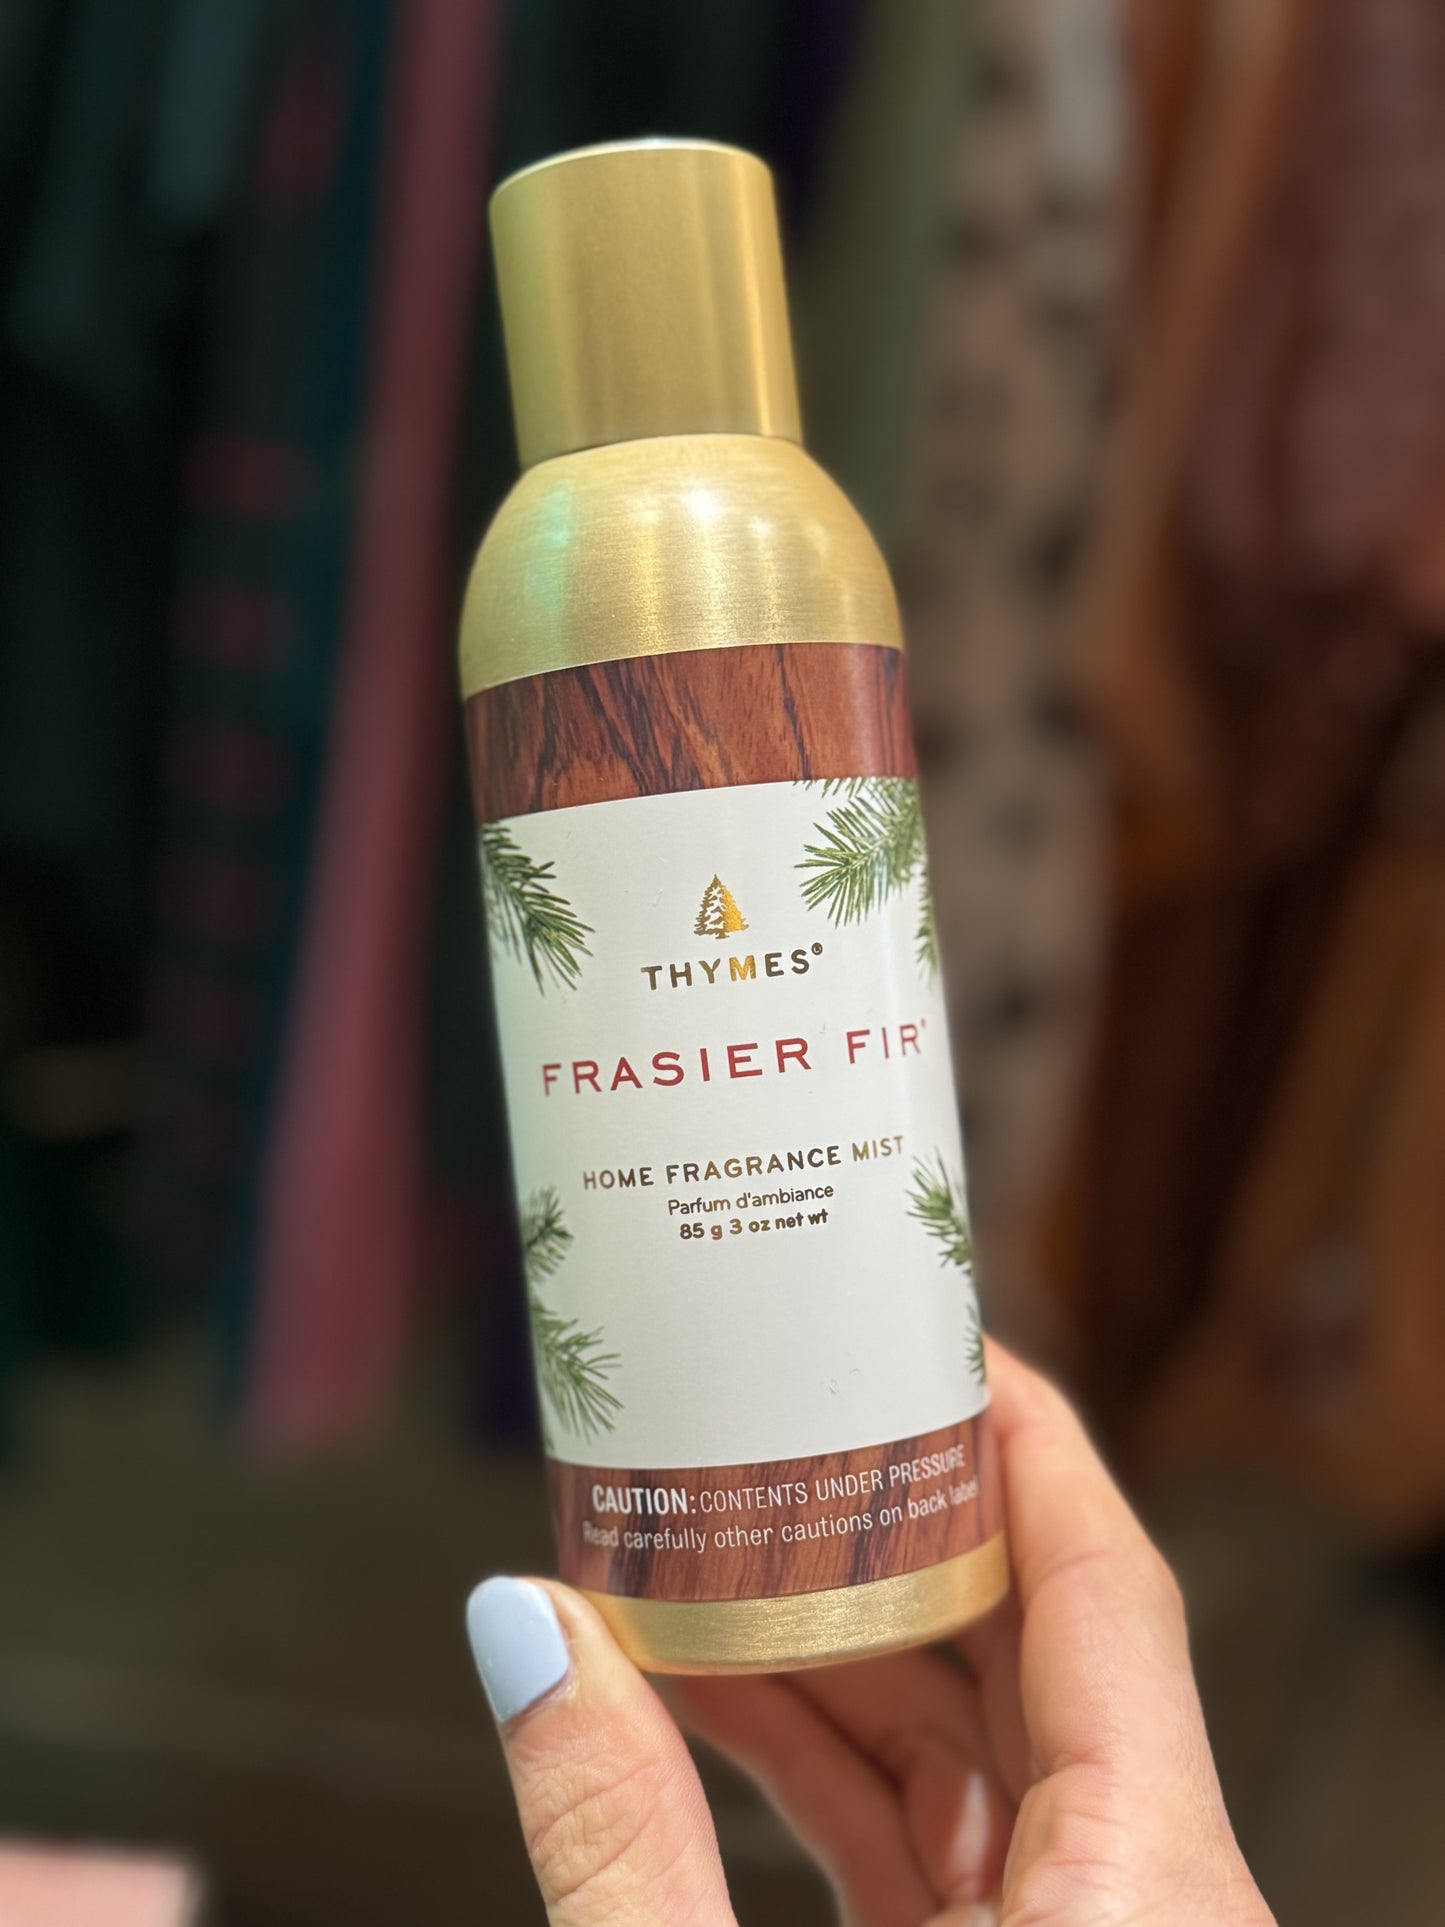 THYMES®
FRASIER FIR®
HOME FRAGRANCE MIST
Parfum d'ambiance
85 g 3 oz net wt
CAUTION: CONTENTS UNDER PRESSURE
Read carefully other cautions on back label